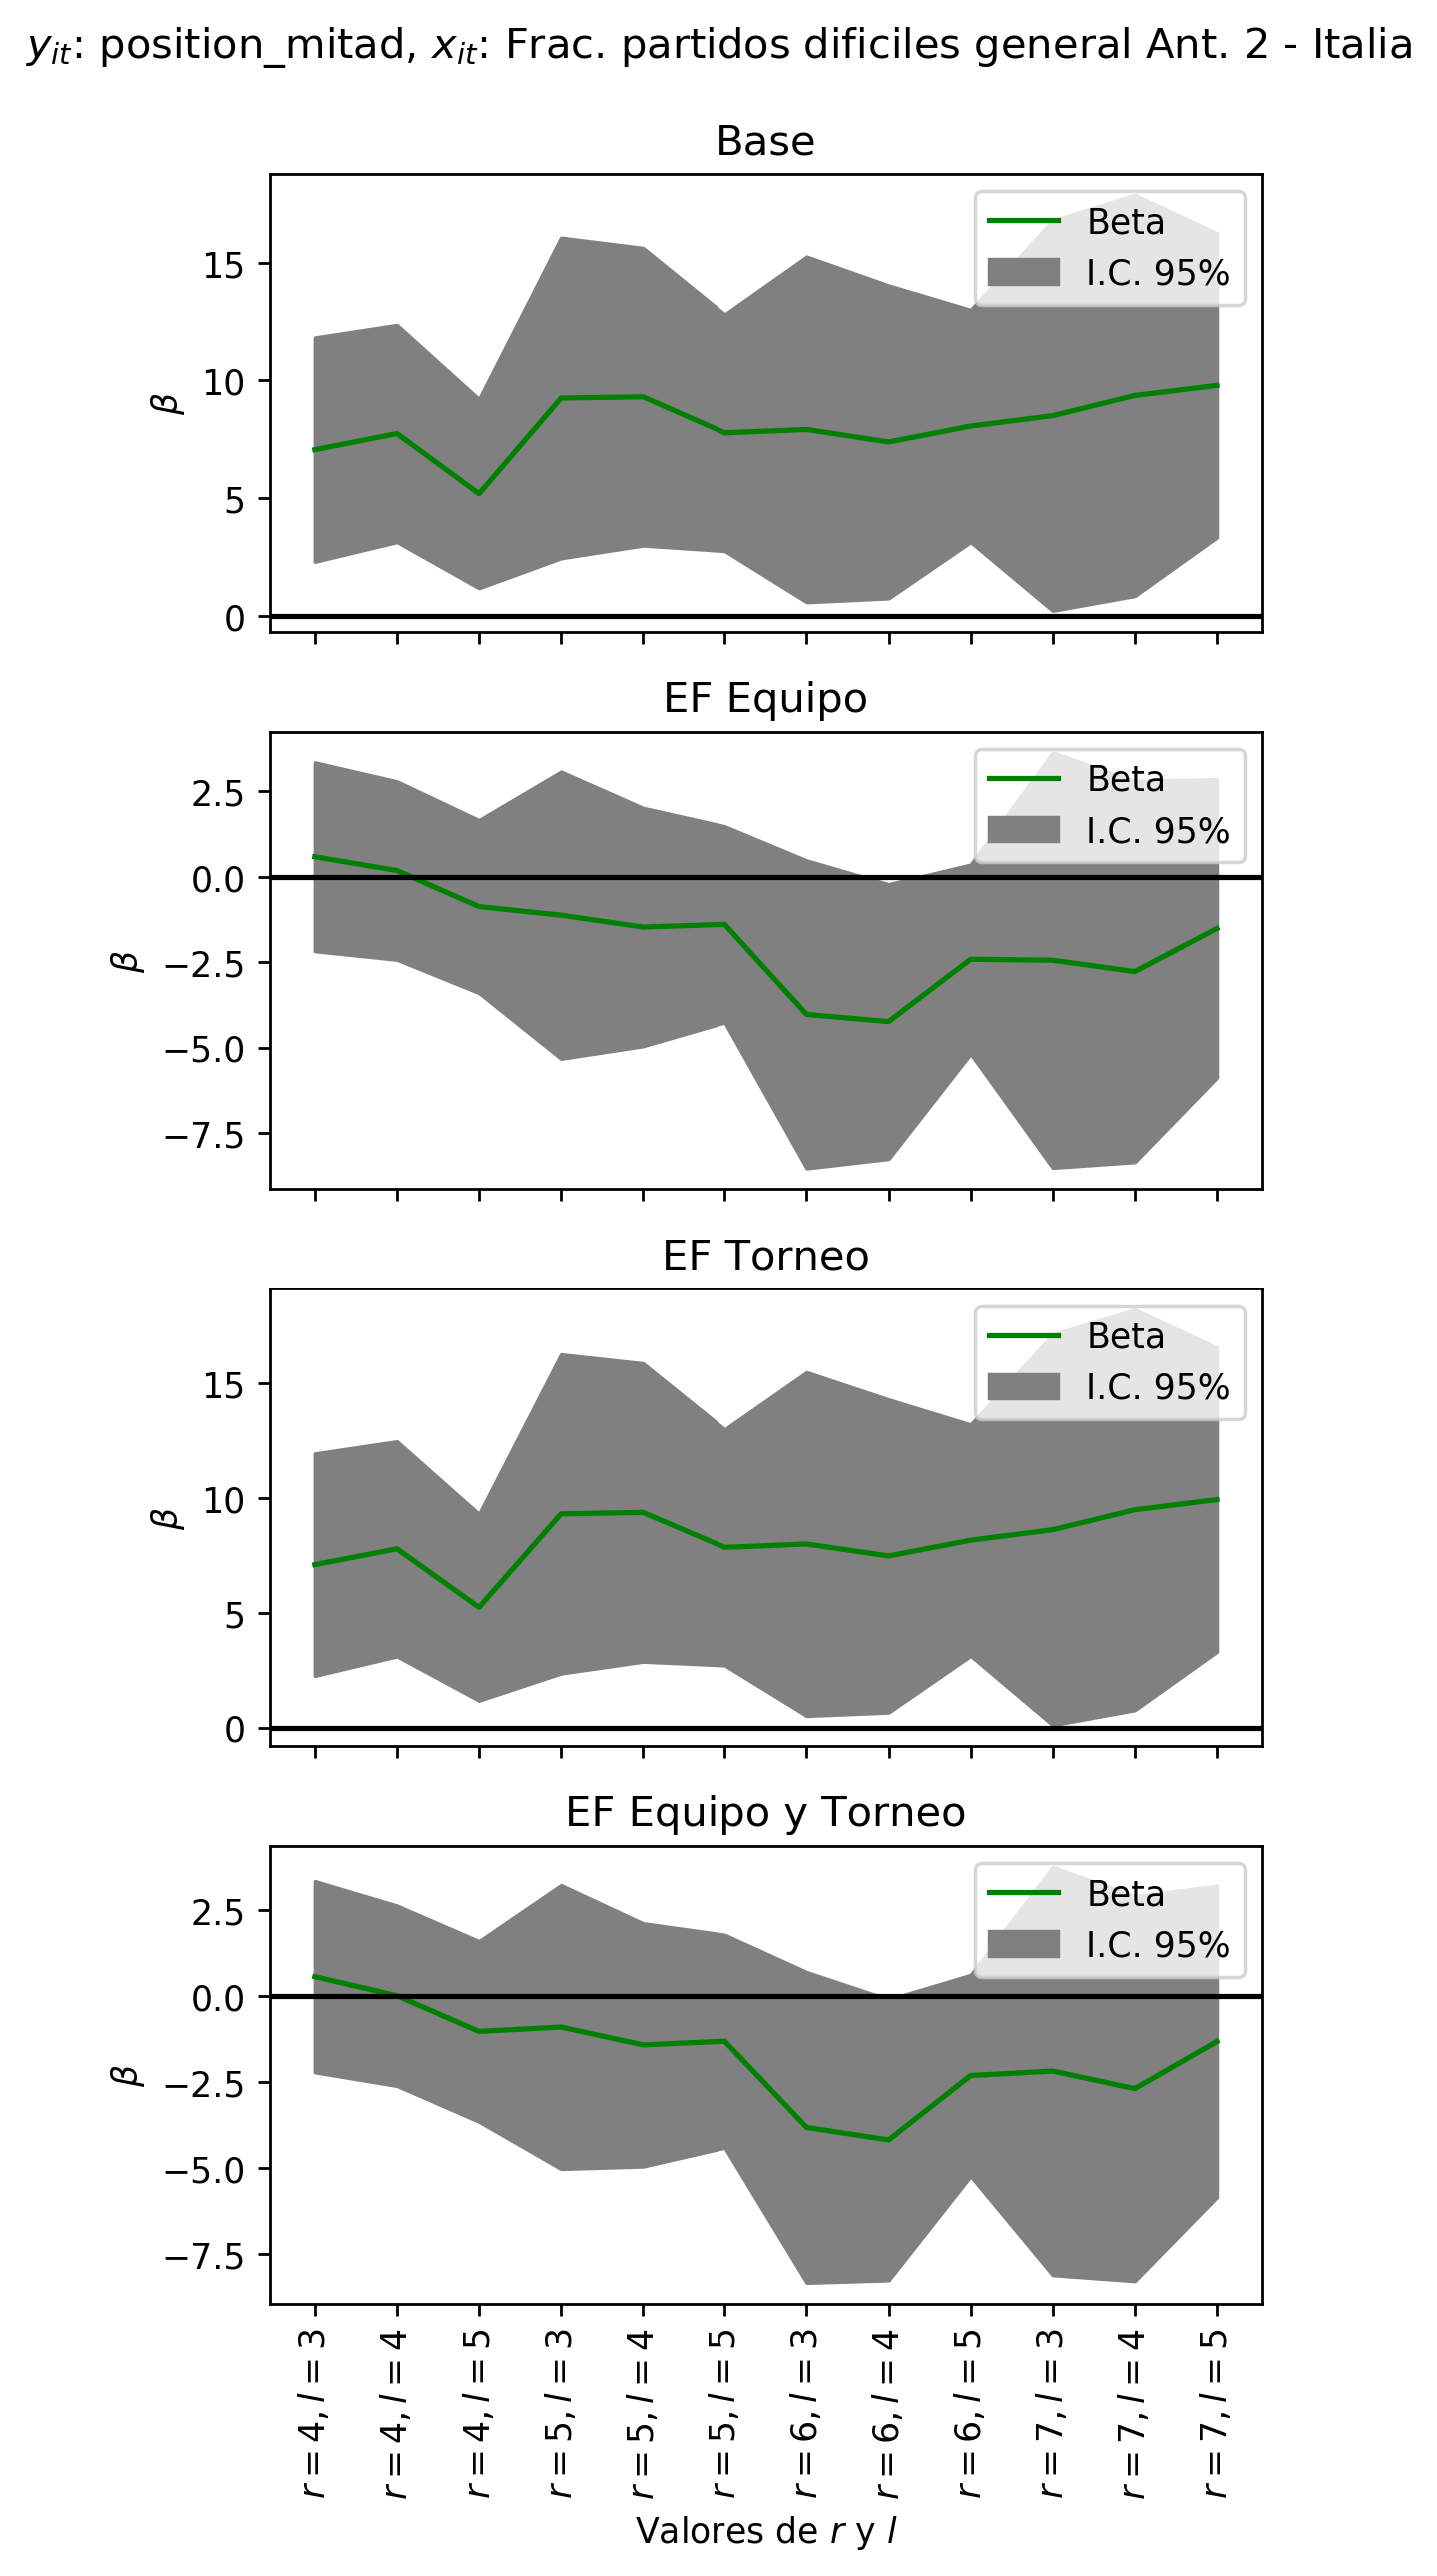 y_it: position_mitad, x_it: Frac. partidos dificiles general Ant. 2 - Italia
Base
Beta
I.C. 95%
15
10
5
0
β
EF Equipo
Beta
I.C. 95%
2.5
0.0
−2.5
−5.0
−7.5
β
EF Torneo
Beta
I.C. 95%
15
10
5
0
β
EF Equipo y Torneo
Beta
I.C. 95%
2.5
0.0
−2.5
−5.0
−7.5
β
r = 4, l = 3
r = 4, l = 4
r = 4, l = 5
r = 5, l = 3
r = 5, l = 4
r = 5, l = 5
r = 6, l = 3
r = 6, l = 4
r = 6, l = 5
r = 7, l = 3
r = 7, l = 4
r = 7, l = 5
Valores de r y l